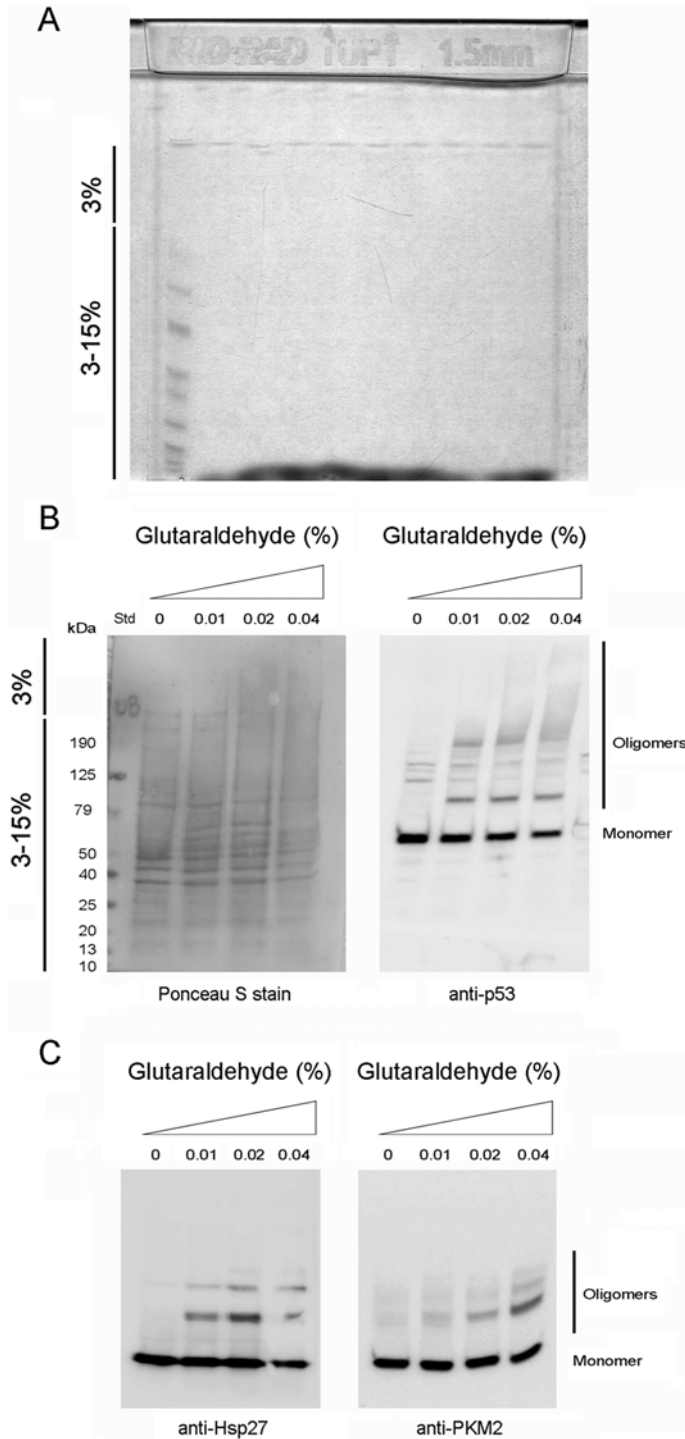 A
BIO-RAD ↑UP↑ 1.5mm
3%
3-15%
B
Glutaraldehyde (%)
Glutaraldehyde (%)
Std 0 0.01 0.02 0.04
0 0.01 0.02 0.04
kDa
3%
3-15%
190
125
79
50
40
25
20
13
10
Oligomers
Monomer
Ponceau S stain
anti-p53
C
Glutaraldehyde (%)
Glutaraldehyde (%)
0 0.01 0.02 0.04
0 0.01 0.02 0.04
Oligomers
Monomer
anti-Hsp27
anti-PKM2